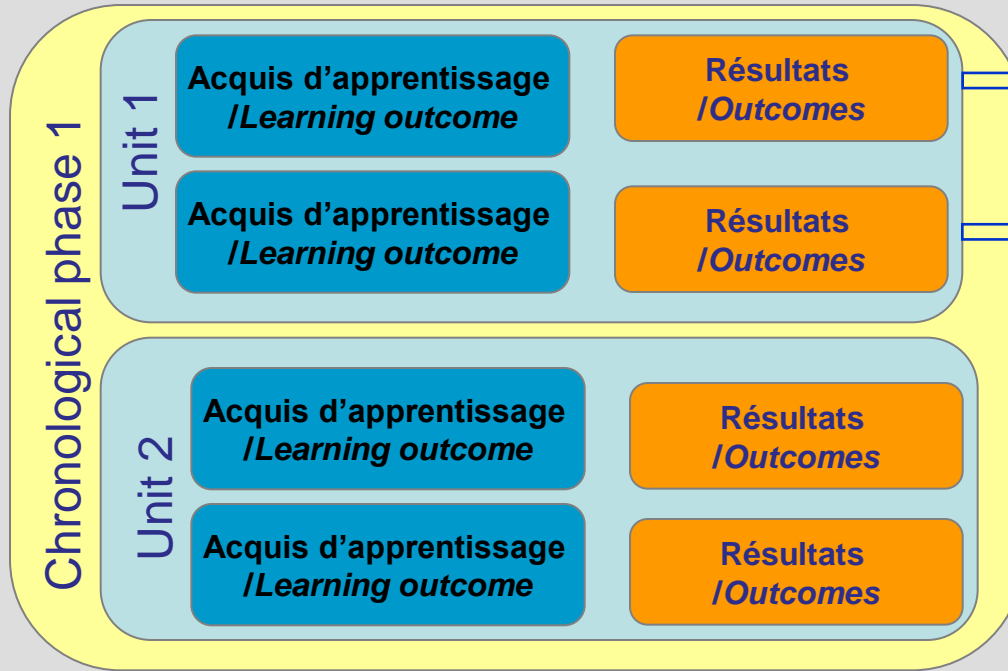 Chronological phase 1
Unit 1
Acquis d’apprentissage
/Learning outcome
Résultats
/Outcomes
Acquis d’apprentissage
/Learning outcome
Résultats
/Outcomes
Unit 2
Acquis d’apprentissage
/Learning outcome
Résultats
/Outcomes
Acquis d’apprentissage
/Learning outcome
Résultats
/Outcomes